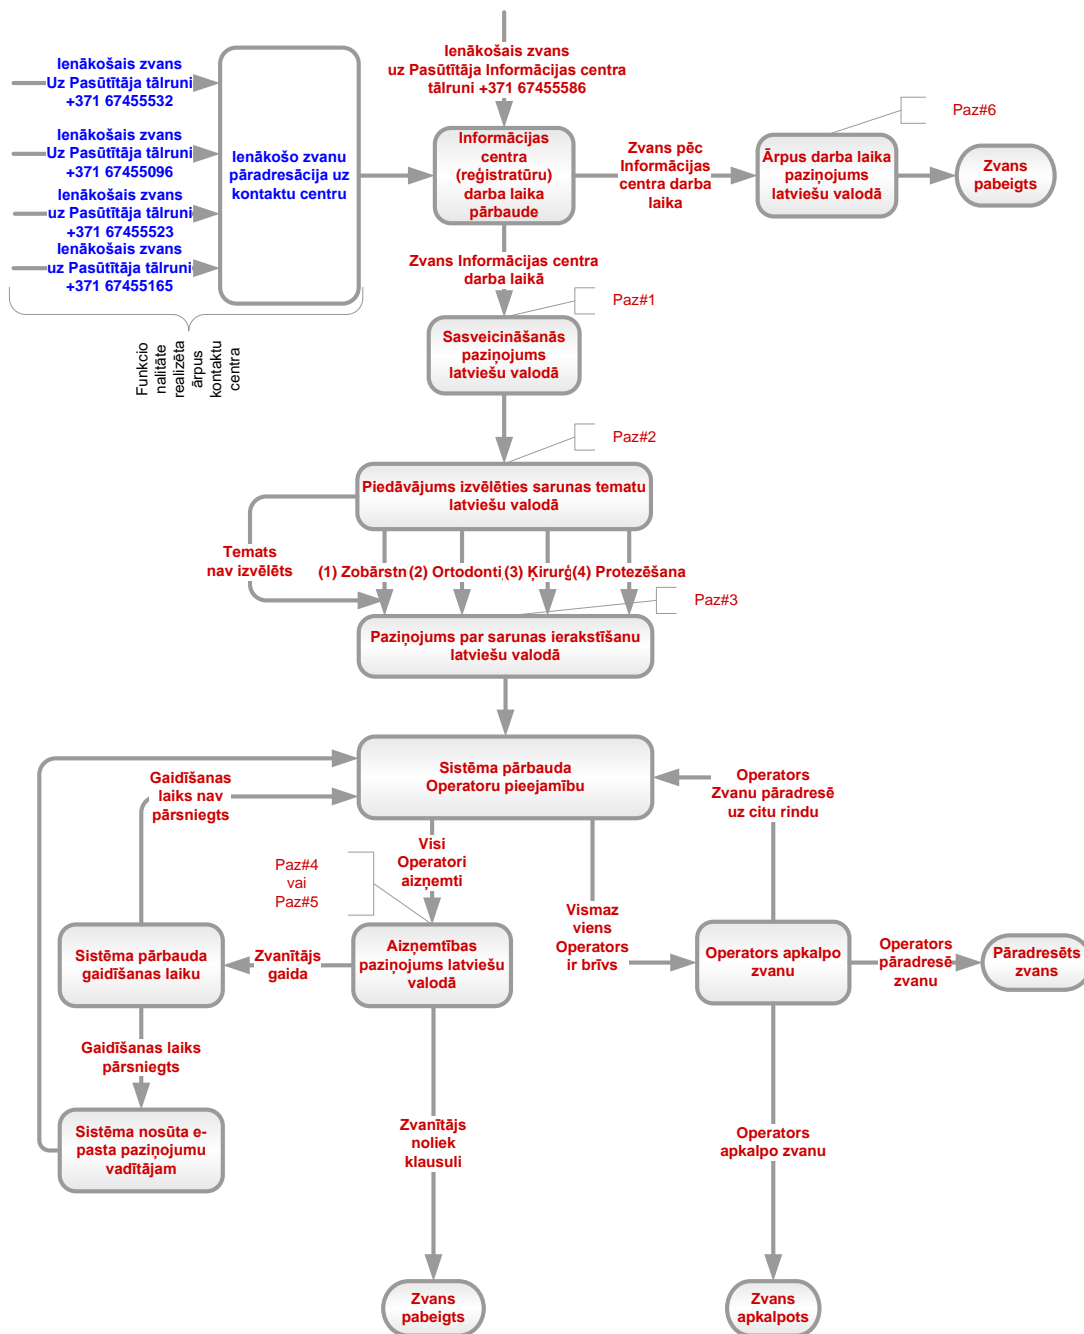 Ienākošais zvans
Uz Pasūtītāja tālruni
+371 67455532
Ienākošais zvans
Uz Pasūtītāja tālruni
+371 67455096
Ienākošais zvans
uz Pasūtītāja tālruni
+371 67455523
Ienākošais zvans
uz Pasūtītāja tālruni
+371 67455165
Ienākošo zvanu
pāradresācija uz
kontaktu centru
Funkcio
nalitāte
realizēta
ārpus
kontaktu
centra
Ienākošais zvans
uz Pasūtītāja Informācijas centra
tālruni +371 67455586
Informācijas
centra
(reģistratūru)
darba laika
pārbaude
Zvans pēc
Informācijas
centra darba
laika
Paz#6
Ārpus darba laika
paziņojums
latviešu valodā
Zvans
pabeigts
Zvans Informācijas centra
darba laikā
Paz#1
Sasveicināšanās
paziņojums
latviešu valodā
Paz#2
Piedāvājums izvēlēties sarunas tematu
latviešu valodā
Temats
nav izvēlēts
(1) Zobārstn
(2) Ortodonti
(3) Ķirurģ
(4) Protezēšana
Paz#3
Paziņojums par sarunas ierakstīšanu
latviešu valodā
Sistēma pārbauda
Operatoru pieejamību
Gaidīšanas
laiks nav
pārsniegts
Operators
Zvanu pāradresē
uz citu rindu
Visi
Operatori
aizņemti
Paz#4
vai
Paz#5
Vismaz
viens
Operators
ir brīvs
Sistēma pārbauda
gaidīšanas laiku
Zvanītājs
gaida
Aizņemtības
paziņojums latviešu
valodā
Operators apkalpo
zvanu
Operators
pāradresē
zvanu
Pāradresēts
zvans
Gaidīšanas laiks
pārsniegts
Sistēma nosūta e-
pasta paziņojumu
vadītājam
Zvanītājs
noliek
klausuli
Operators
apkalpo zvanu
Zvans
pabeigts
Zvans
apkalpots